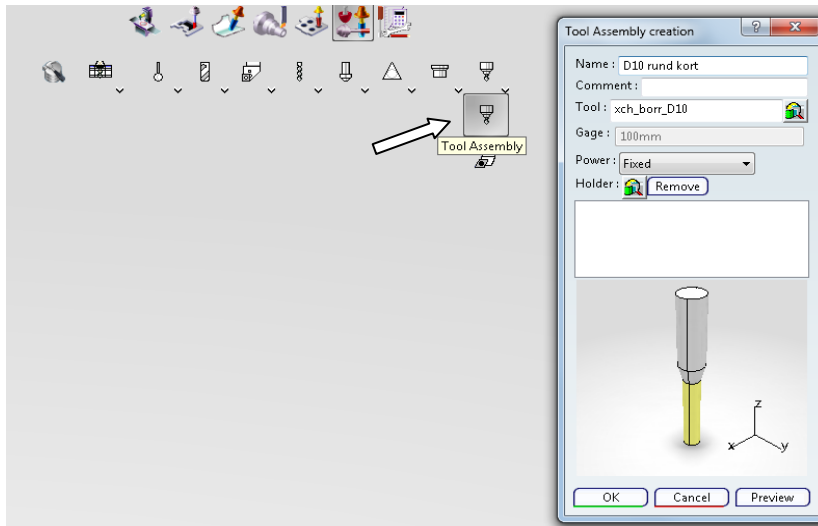 Tool Assembly
Tool Assembly creation
Name : D10 rund kort
Comment :
Tool : xch_borr_D10
Gage : 100mm
Power : Fixed
Holder : Remove
z
x
y
OK Cancel Preview